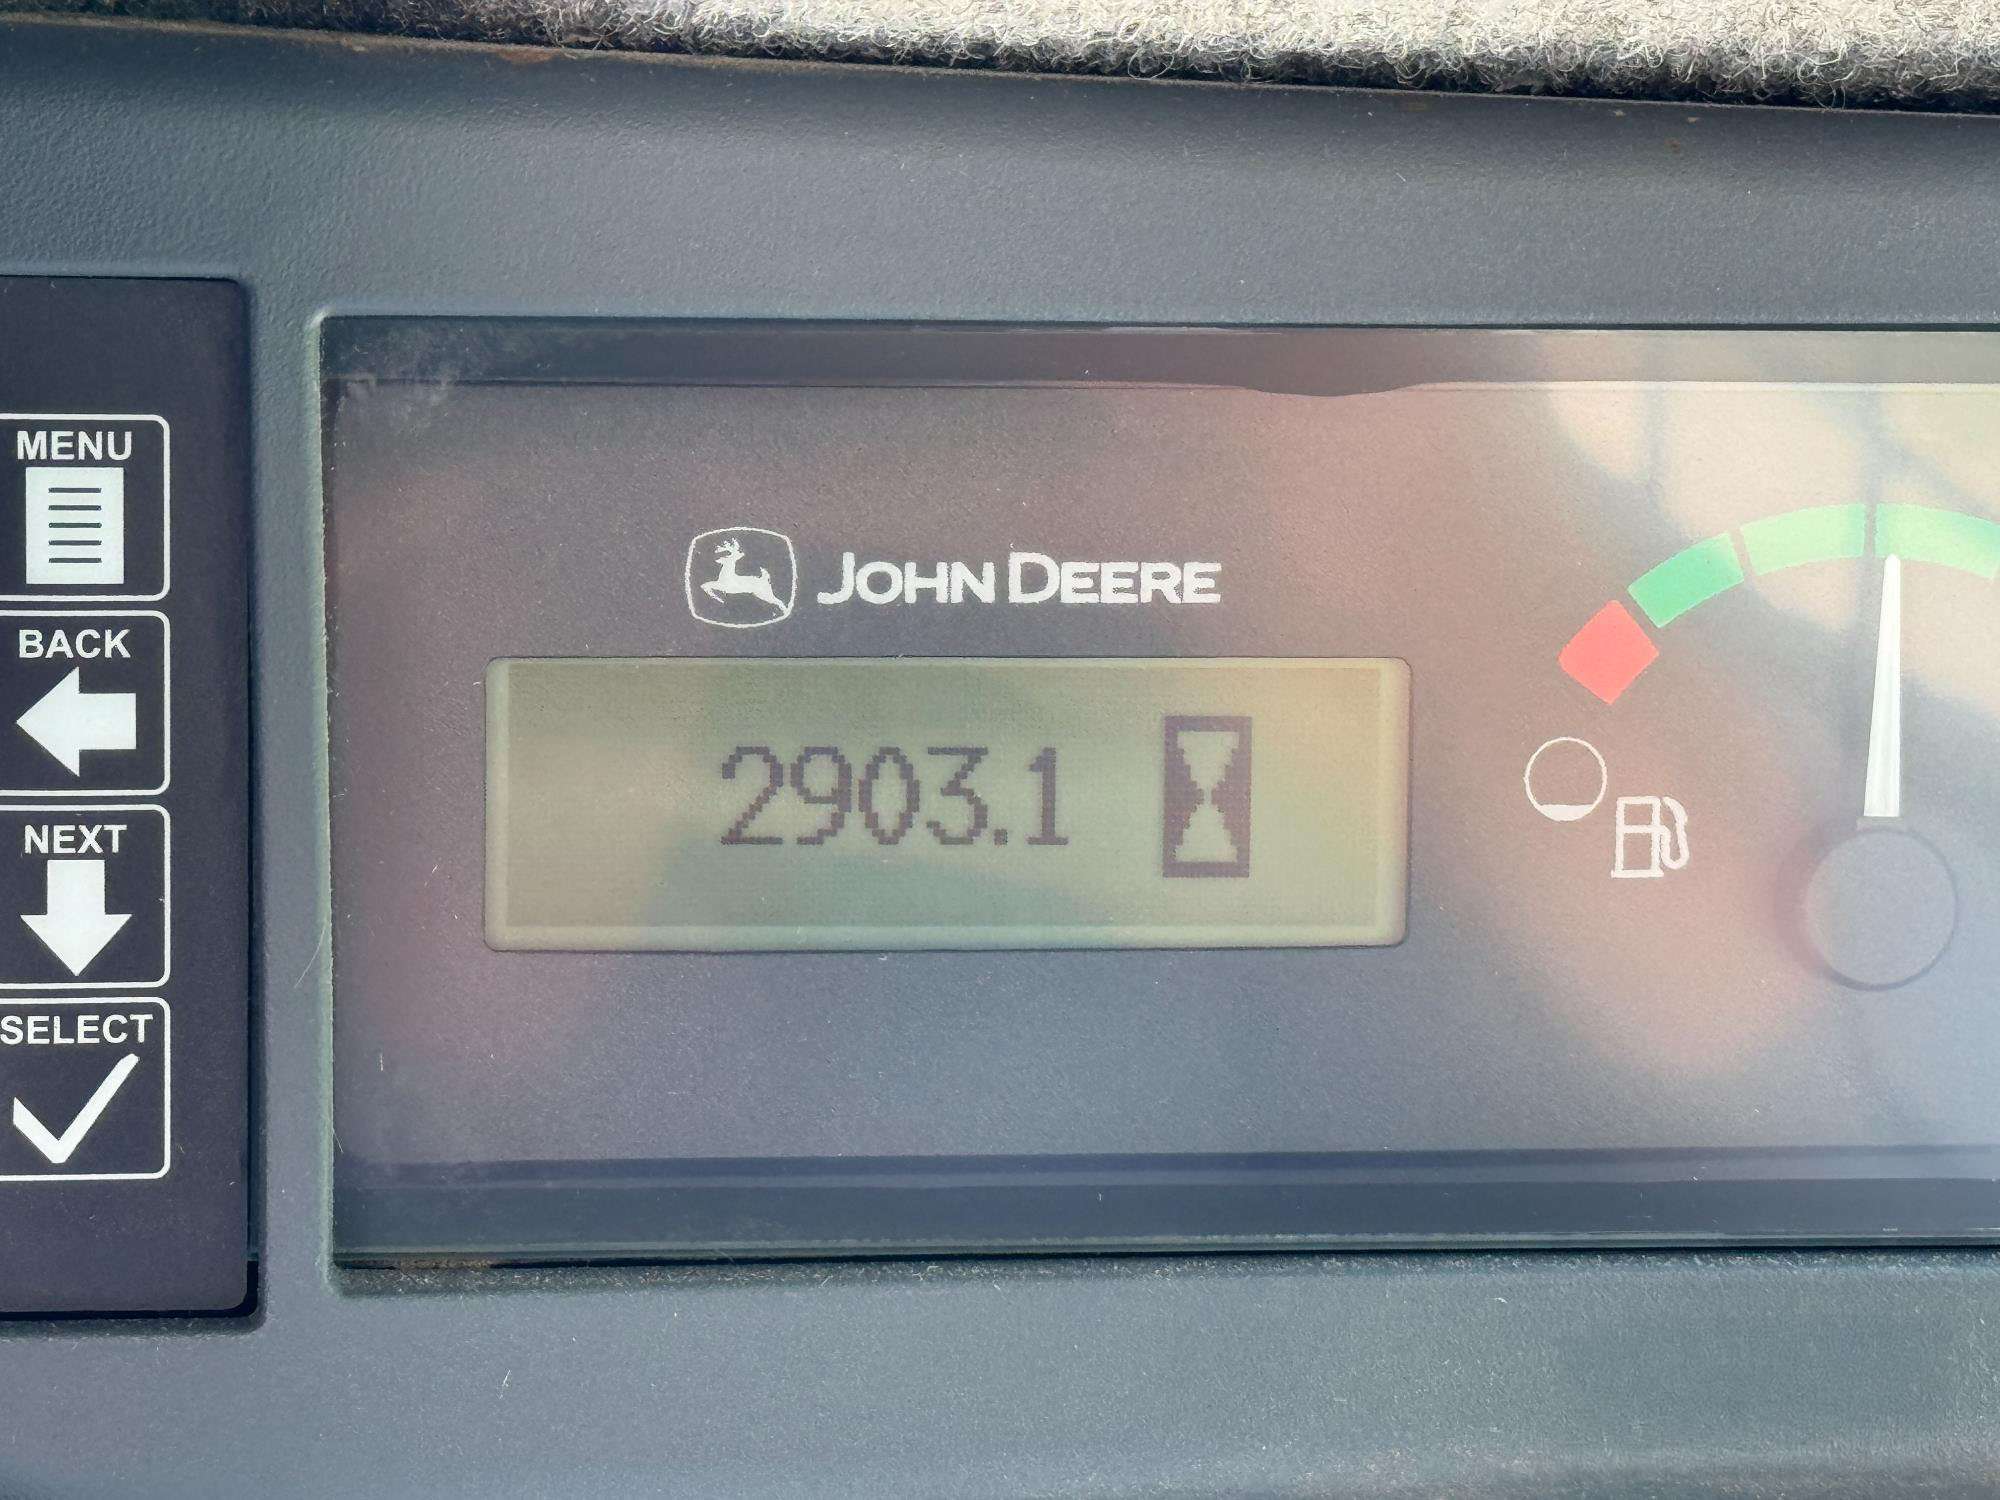 MENU
BACK
NEXT
SELECT
JOHN DEERE
2903.1